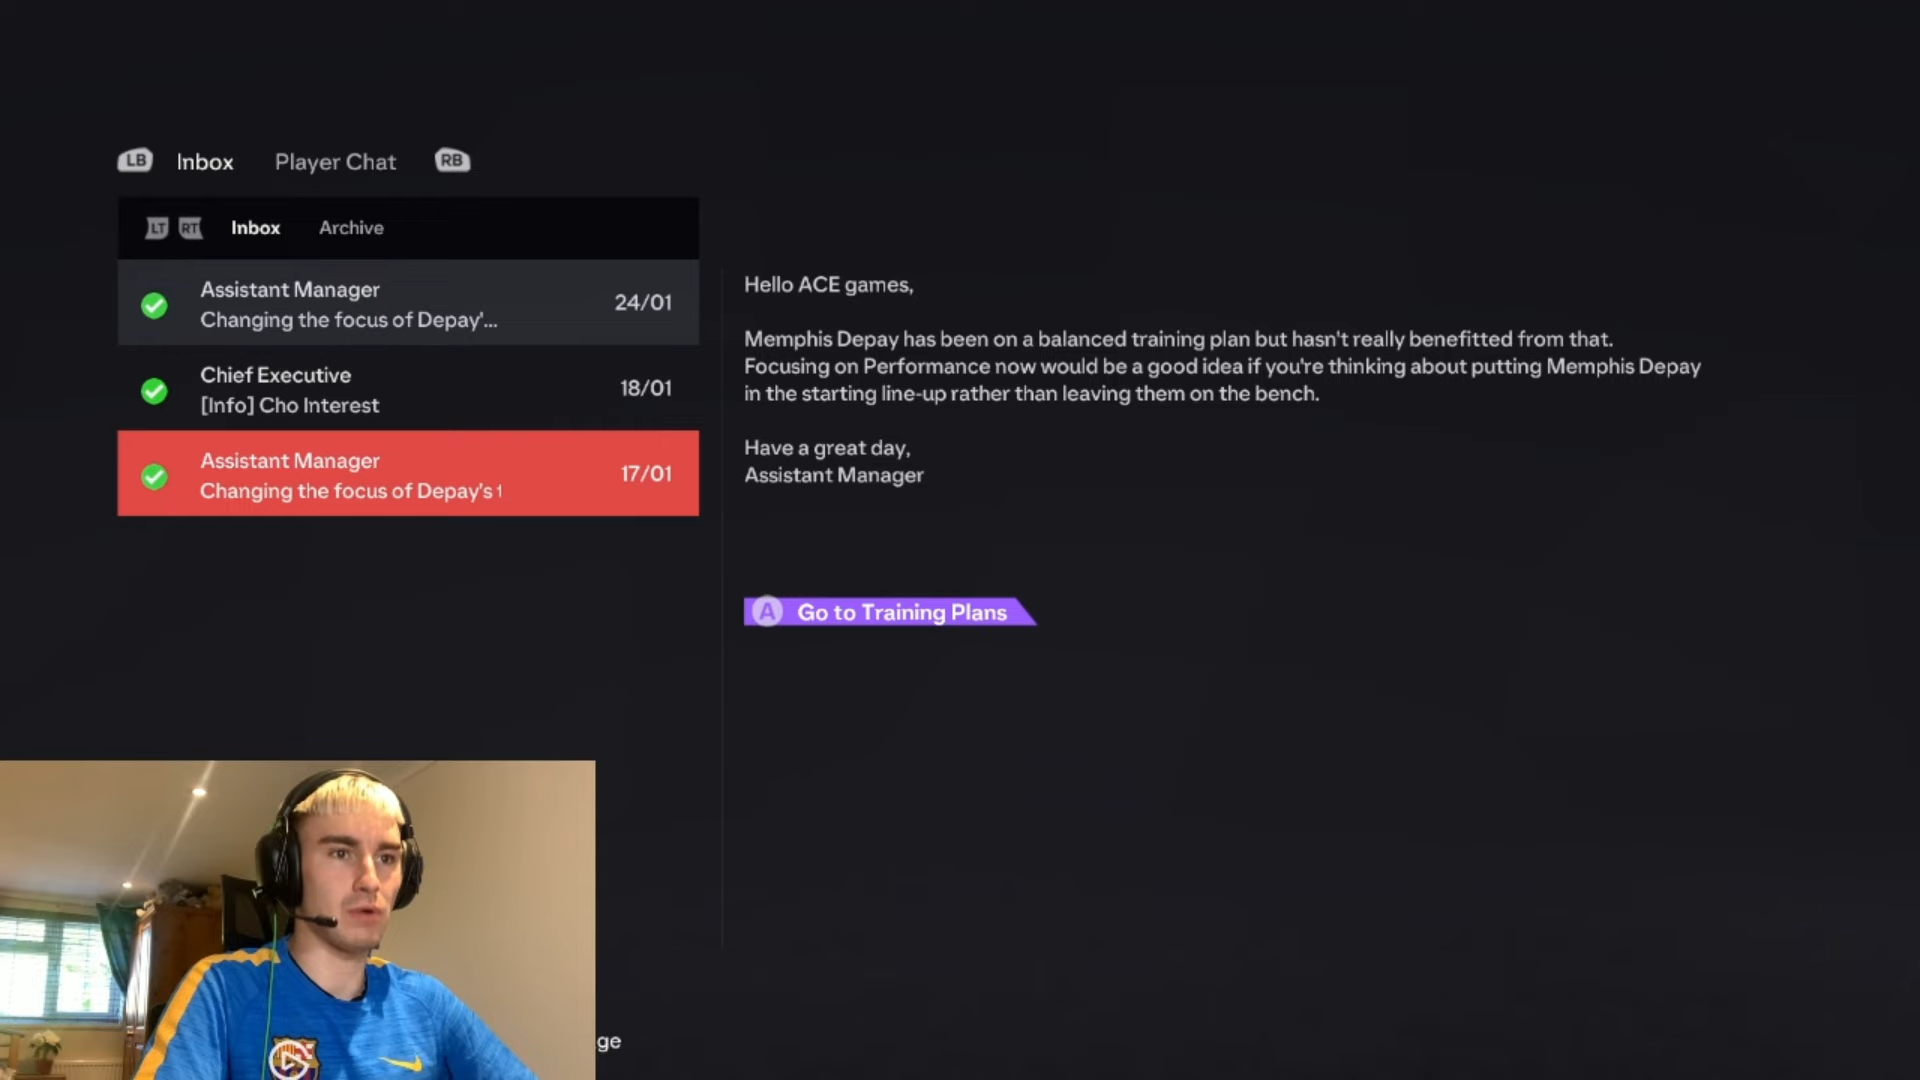 LB Inbox Player Chat RB
LT RT Inbox Archive
Assistant Manager
Changing the focus of Depay'...
24/01
Chief Executive
[Info] Cho Interest
18/01
Assistant Manager
Changing the focus of Depay's
17/01
Hello ACE games,
Memphis Depay has been on a balanced training plan but hasn't really benefitted from that.
Focusing on Performance now would be a good idea if you're thinking about putting Memphis Depay
in the starting line-up rather than leaving them on the bench.
Have a great day,
Assistant Manager
A Go to Training Plans
ge